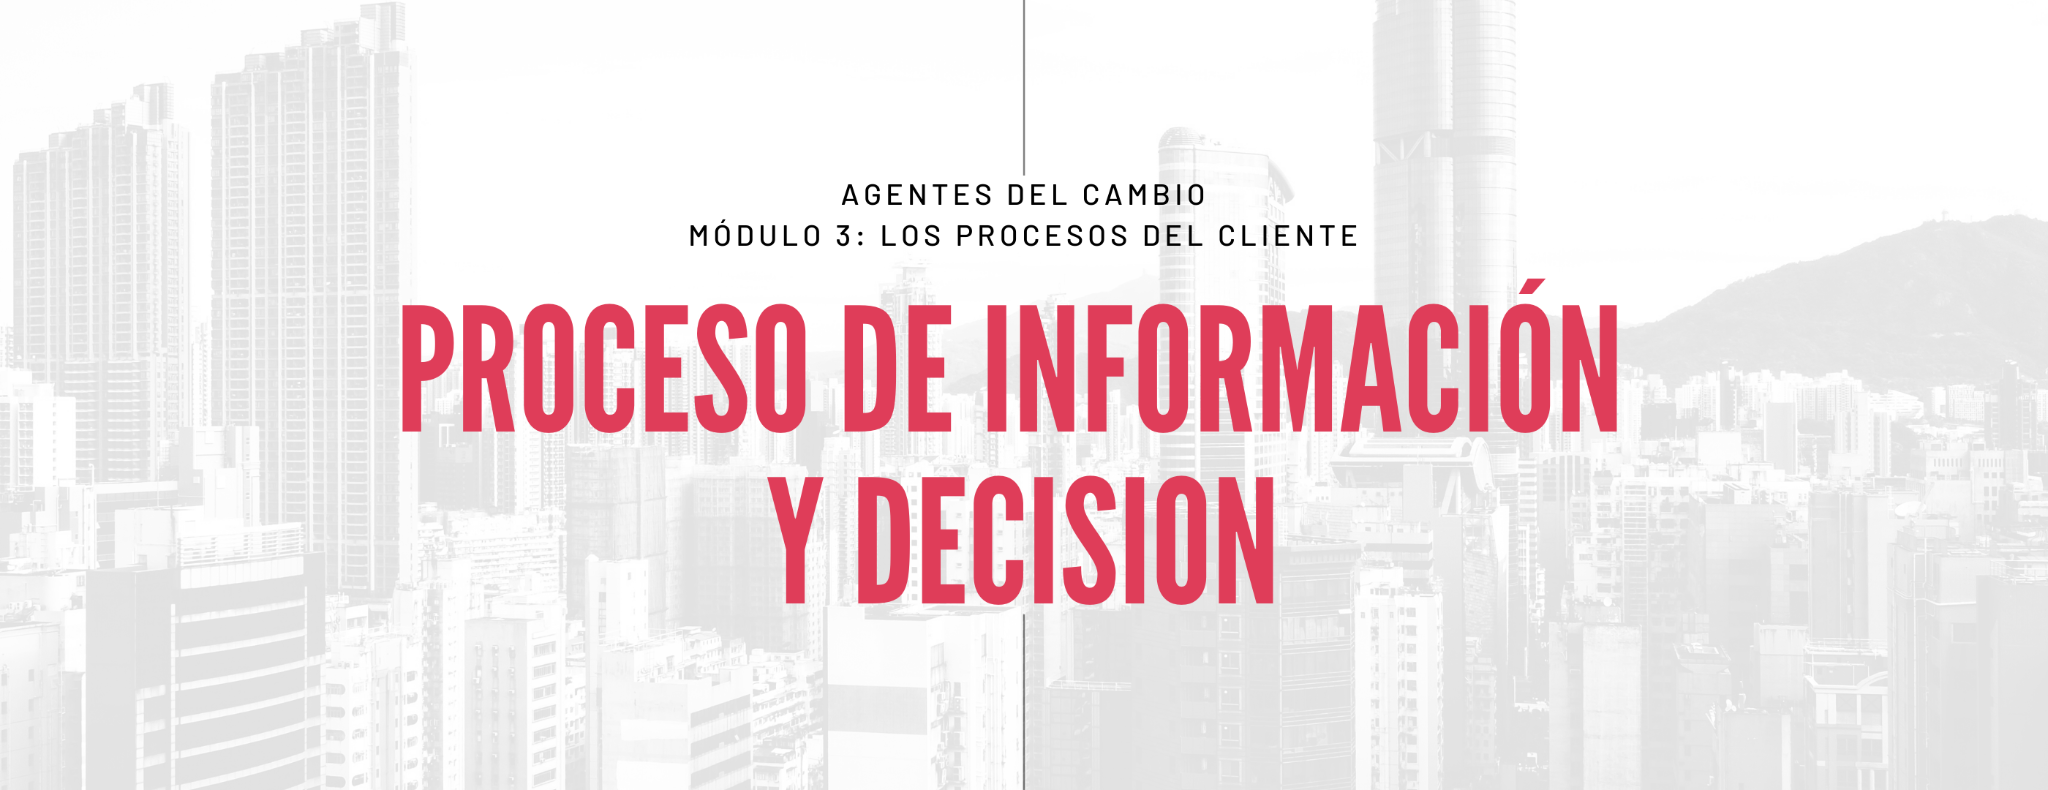 AGENTES DEL CAMBIO
MÓDULO 3: LOS PROCESOS DEL CLIENTE
PROCESO DE INFORMACIÓN
Y DECISION